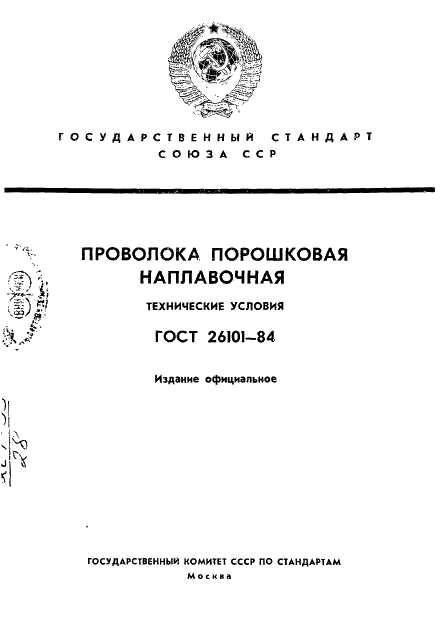 ГОСУДАРСТВЕННЫЙ СТАНДАРТ
СОЮЗА ССР
ПРОВОЛОКА ПОРОШКОВАЯ
НАПЛАВОЧНАЯ
ТЕХНИЧЕСКИЕ УСЛОВИЯ
ГОСТ 26101—84
Издание официальное
28
ГОСУДАРСТВЕННЫЙ КОМИТЕТ СССР ПО СТАНДАРТАМ
Москва